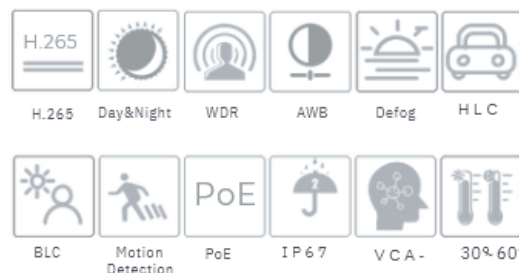 H.265
H.265 Day&Night WDR AWB Defog HLC
PoE
BLC Motion Detection PoE IP67 VCA-